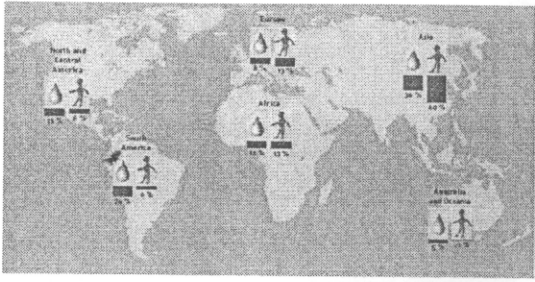 Europe
8 % 13 %
North and
Central
America
15 % 8 %
Asia
36 % 60 %
Africa
11 % 13 %
South
America
26 % 6 %
Australia
and Oceania
5 %